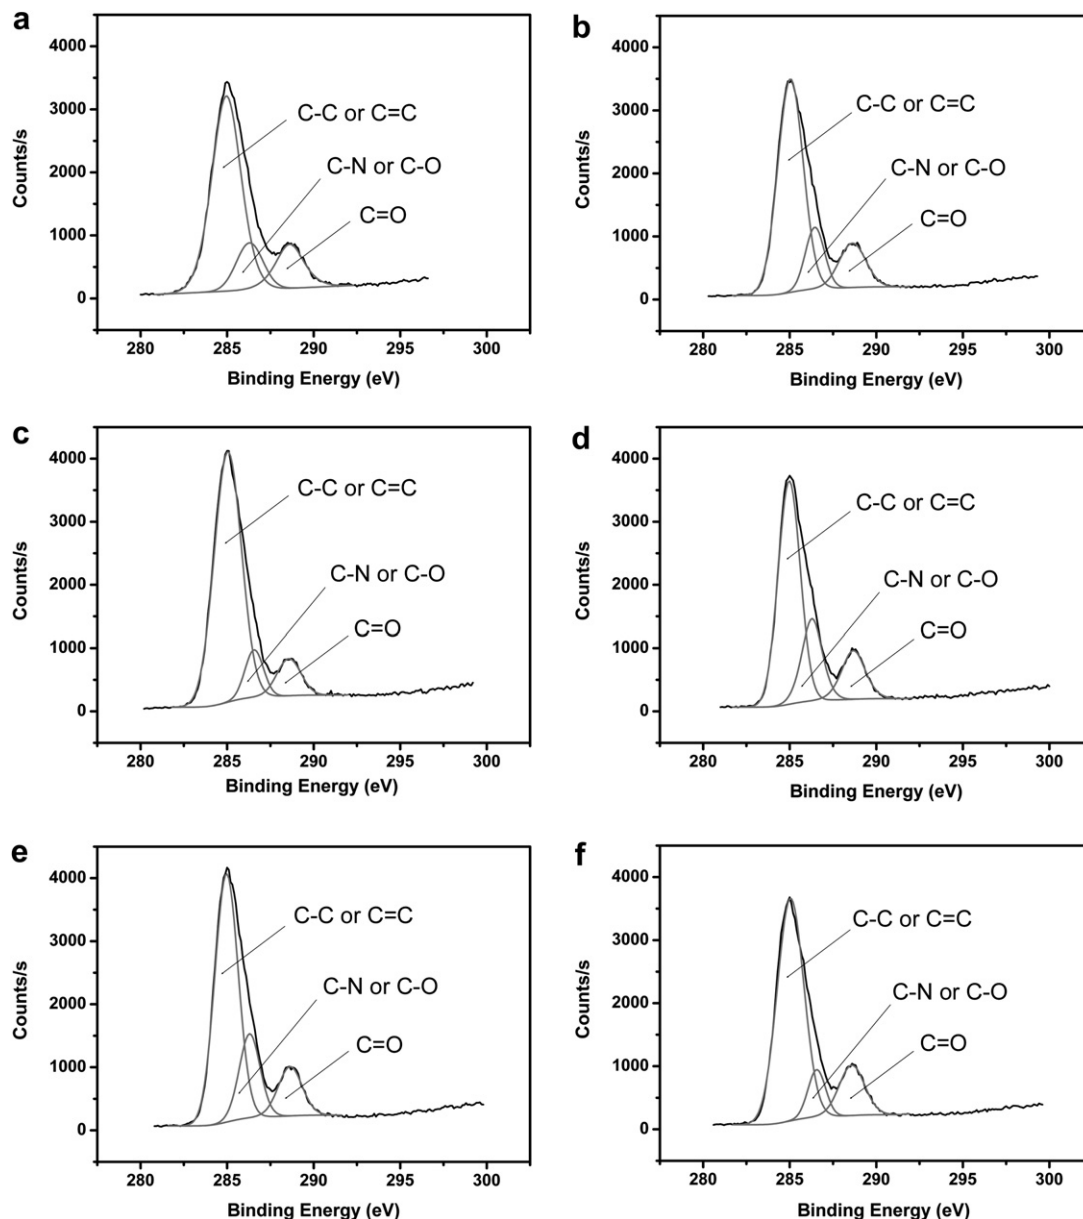 a
4000
3000
2000
1000
0
Counts/s
C-C or C=C
C-N or C-O
C=O
280 285 290 295 300
Binding Energy (eV)
b
4000
3000
2000
1000
0
Counts/s
C-C or C=C
C-N or C-O
C=O
280 285 290 295 300
Binding Energy (eV)
c
4000
3000
2000
1000
0
Counts/s
C-C or C=C
C-N or C-O
C=O
280 285 290 295 300
Binding Energy (eV)
d
4000
3000
2000
1000
0
Counts/s
C-C or C=C
C-N or C-O
C=O
280 285 290 295 300
Binding Energy (eV)
e
4000
3000
2000
1000
0
Counts/s
C-C or C=C
C-N or C-O
C=O
280 285 290 295 300
Binding Energy (eV)
f
4000
3000
2000
1000
0
Counts/s
C-C or C=C
C-N or C-O
C=O
280 285 290 295 300
Binding Energy (eV)